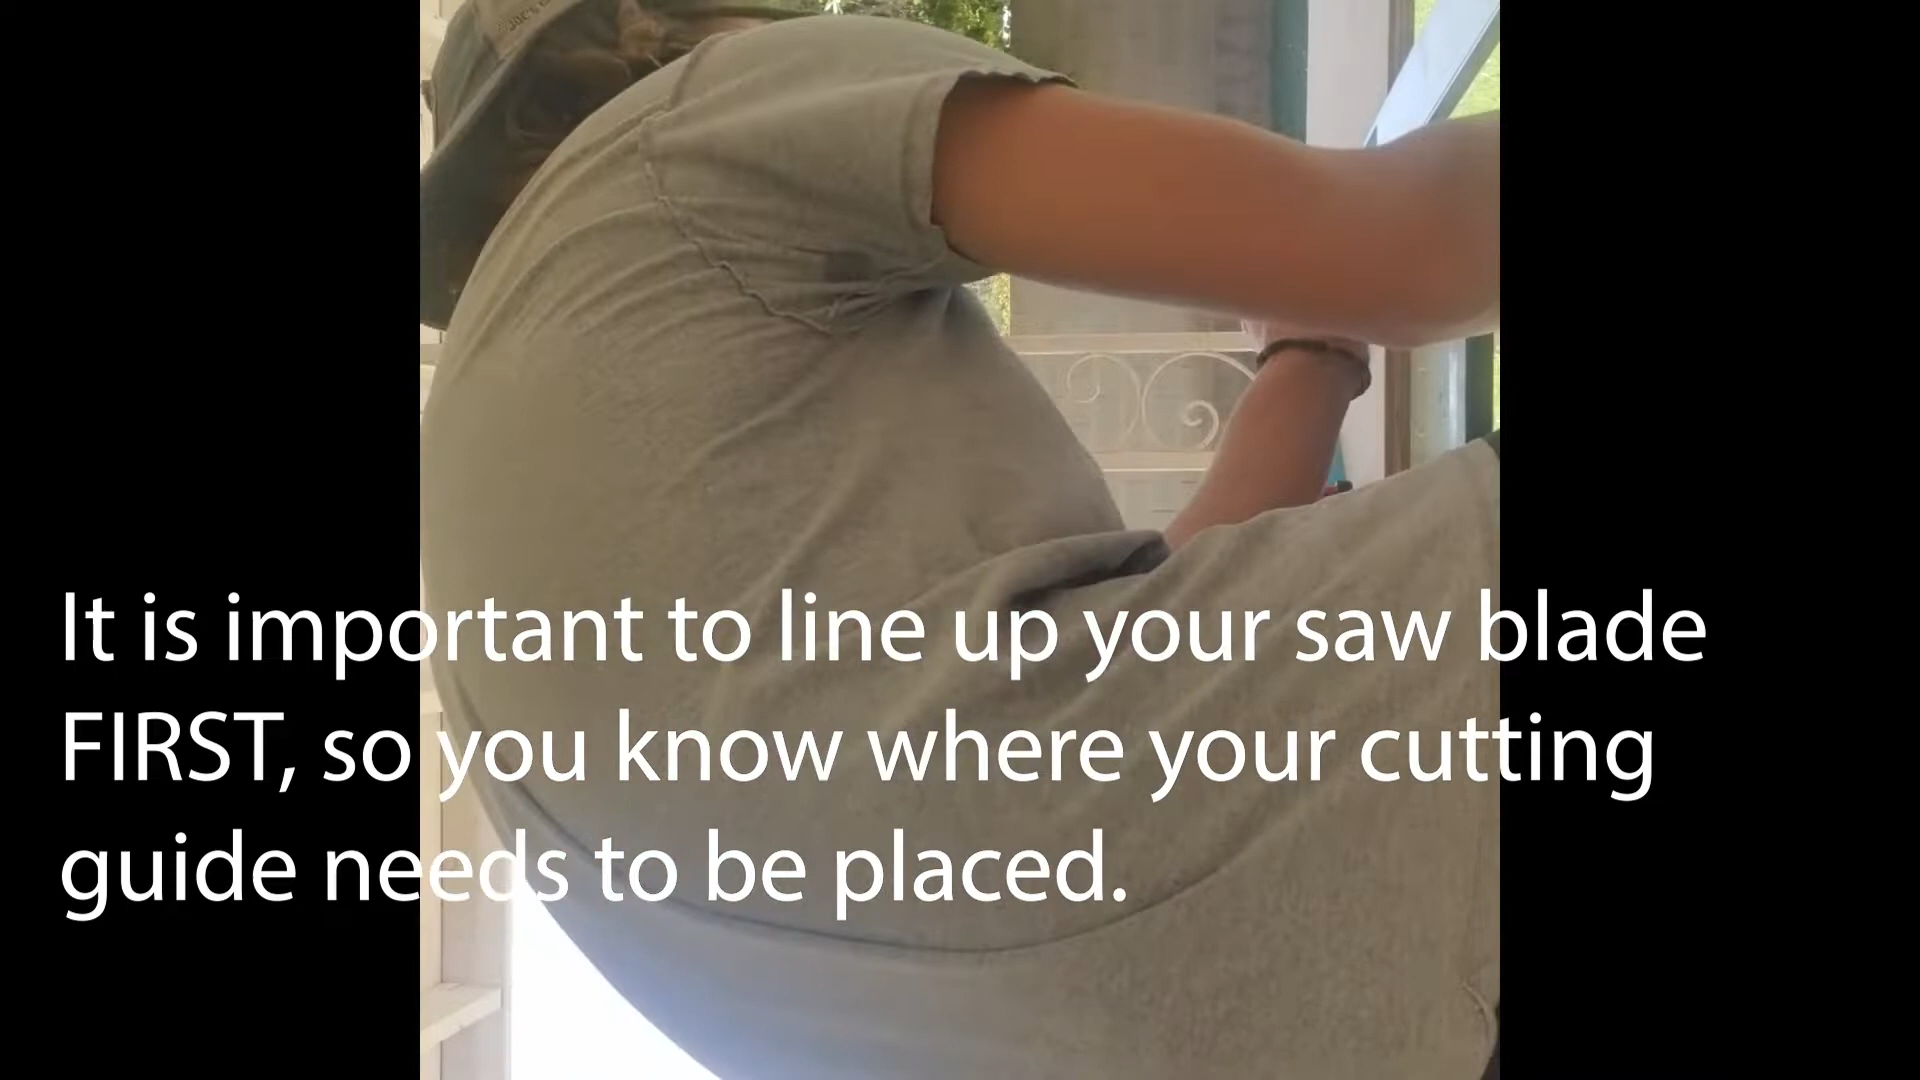 It is important to line up your saw blade
FIRST, so you know where your cutting
guide needs to be placed.